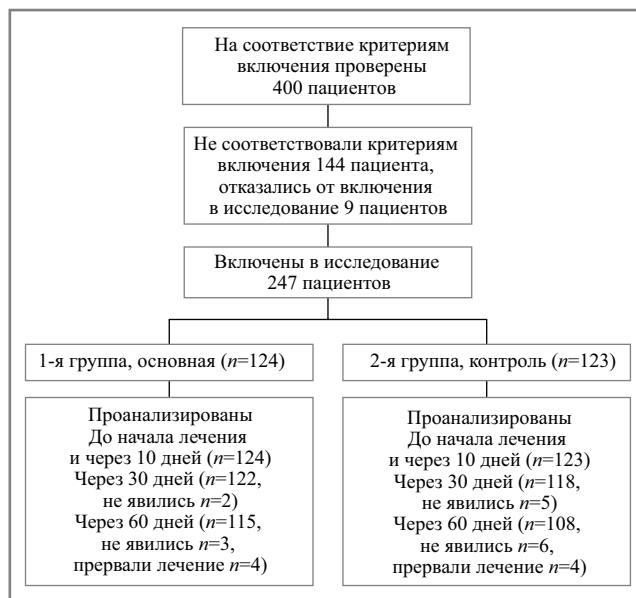 На соответствие критериям
включения проверены
400 пациентов
Не соответствовали критериям
включения 144 пациента,
отказались от включения
в исследование 9 пациентов
Включены в исследование
247 пациентов
1-я группа, основная (n=124)
2-я группа, контроль (n=123)
Проанализированы
До начала лечения
и через 10 дней (n=124)
Через 30 дней (n=122,
не явились n=2)
Через 60 дней (n=115,
не явились n=3,
прервали лечение n=4)
Проанализированы
До начала лечения
и через 10 дней (n=123)
Через 30 дней (n=118,
не явились n=5)
Через 60 дней (n=108,
не явились n=6,
прервали лечение n=4)